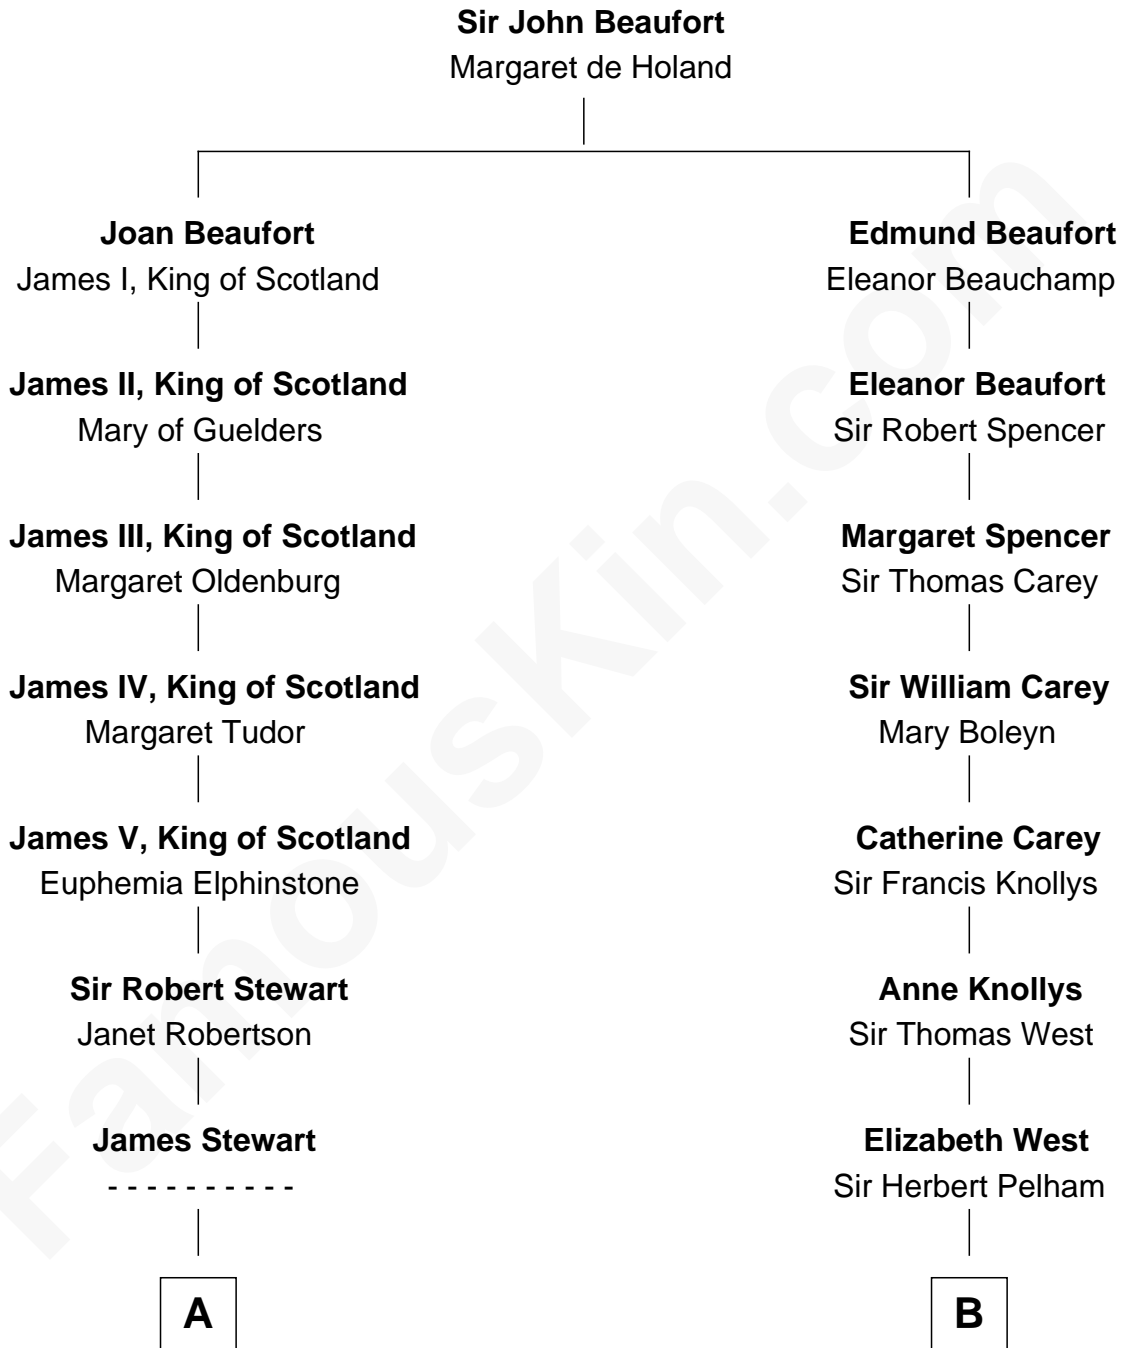 Sir John Beaufort
Margaret de Holand
Joan Beaufort
James I, King of Scotland
James II, King of Scotland
Mary of Guelders
James III, King of Scotland
Margaret Oldenburg
James IV, King of Scotland
Margaret Tudor
James V, King of Scotland
Euphemia Elphinstone
Sir Robert Stewart
Janet Robertson
James Stewart
- - - - - - - - - -
A
Edmund Beaufort
Eleanor Beauchamp
Eleanor Beaufort
Sir Robert Spencer
Margaret Spencer
Sir Thomas Carey
Sir William Carey
Mary Boleyn
Catherine Carey
Sir Francis Knollys
Anne Knollys
Sir Thomas West
Elizabeth West
Sir Herbert Pelham
B
FamousKin.com